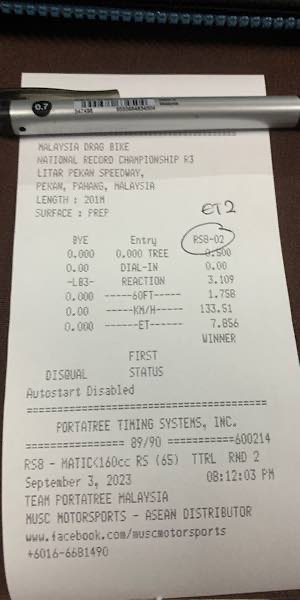 0.7
MALAYSIA DRAG BIKE
NATIONAL RECORD CHAMPIONSHIP R3
LITAR PEKAN SPEEDWAY,
PEKAN, PAHANG, MALAYSIA
LENGTH : 201M
SURFACE : PREP
ET2
BYE Entry RS8-02
0.000 0.000 TREE 0.500
0.00 DIAL-IN 0.00
-LB3- REACTION 3.109
0.000 ------60FT----- 1.758
0.00 -----KM/H----- 133.51
0.000 ------ET----- 7.856
WINNER
FIRST
DISQUAL STATUS
Autostart Disabled
========================================
FORTATREE TIMING SYSTEMS, INC.
================ 89/90 ===========600214
RS8 - MATIC<160cc RS (65) TTRL RND 2
September 3, 2023 08:12:03 PM
TEAM PORTATREE MALAYSIA
MUSC MOTORSPORTS - ASEAN DISTRIBUTOR
www.facebook.com/muscmotorsports
+6016-6681490